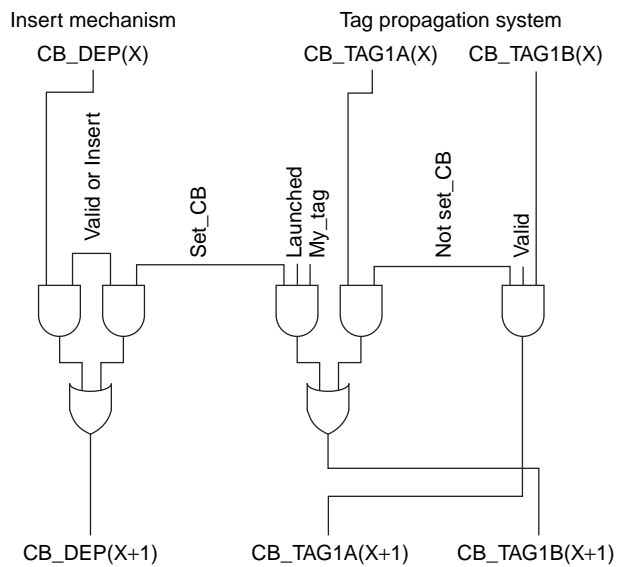 Insert mechanism
Tag propagation system
CB_DEP(X)
CB_TAG1A(X)
CB_TAG1B(X)
Valid or Insert
Set_CB
Launched
My_tag
Not set_CB
Valid
CB_DEP(X+1)
CB_TAG1A(X+1)
CB_TAG1B(X+1)